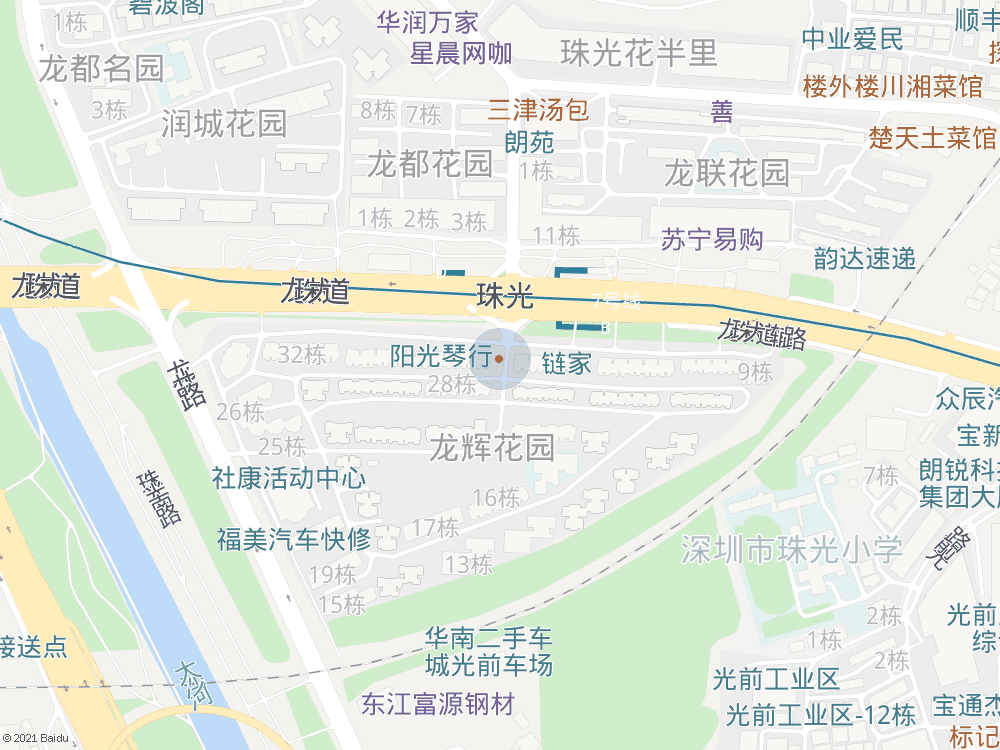 碧波阁
1栋
华润万家
星晨网咖
珠光花半里
中业爱民
顺丰
龙都名园
楼外楼川湘菜馆
3栋
8栋
7栋
三津汤包
善
润城花园
朗苑
楚天土菜馆
龙都花园
1栋
龙联花园
1栋
2栋
3栋
11栋
苏宁易购
韵达速递
龙珠大道
龙珠大道
珠光
7号线
32栋
阳光琴行
链家
9栋
28栋
26栋
众辰汽
25栋
龙辉花园
宝新
社康活动中心
16栋
7栋
朗锐科技
集团大厦
17栋
福美汽车快修
深圳市珠光小学
13栋
19栋
15栋
2栋
华南二手车
城光前车场
1栋
光前
综
2栋
接送点
光前工业区
东江富源钢材
光前工业区-12栋
宝通杰
标记
© 2021 Baidu